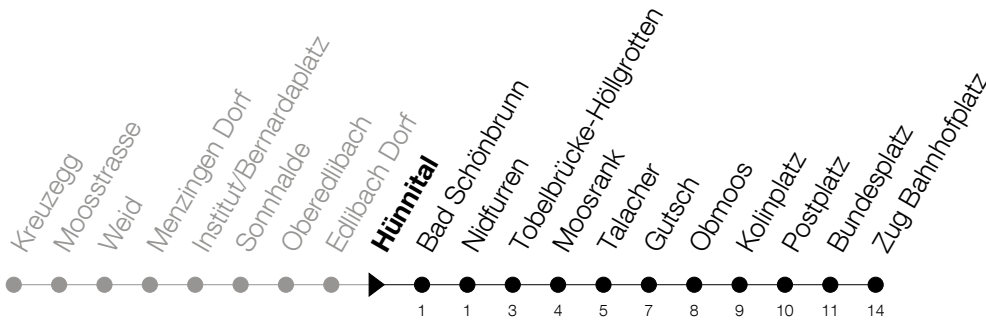 Kreuzegg
Moosstrasse
Weid
Menzingen Dorf
Institut/Bernardaplatz
Sonnhalde
Oberedlibach
Edlibach Dorf
Hünnital
Bad Schönbrunn
Nidfurren
Tobelbrücke-Höllgrotten
Moosrank
Talacher
Gutsch
Obmoos
Kolinplatz
Postplatz
Bundesplatz
Zug Bahnhofplatz
1 1 3 4 5 7 8 9 10 11 14